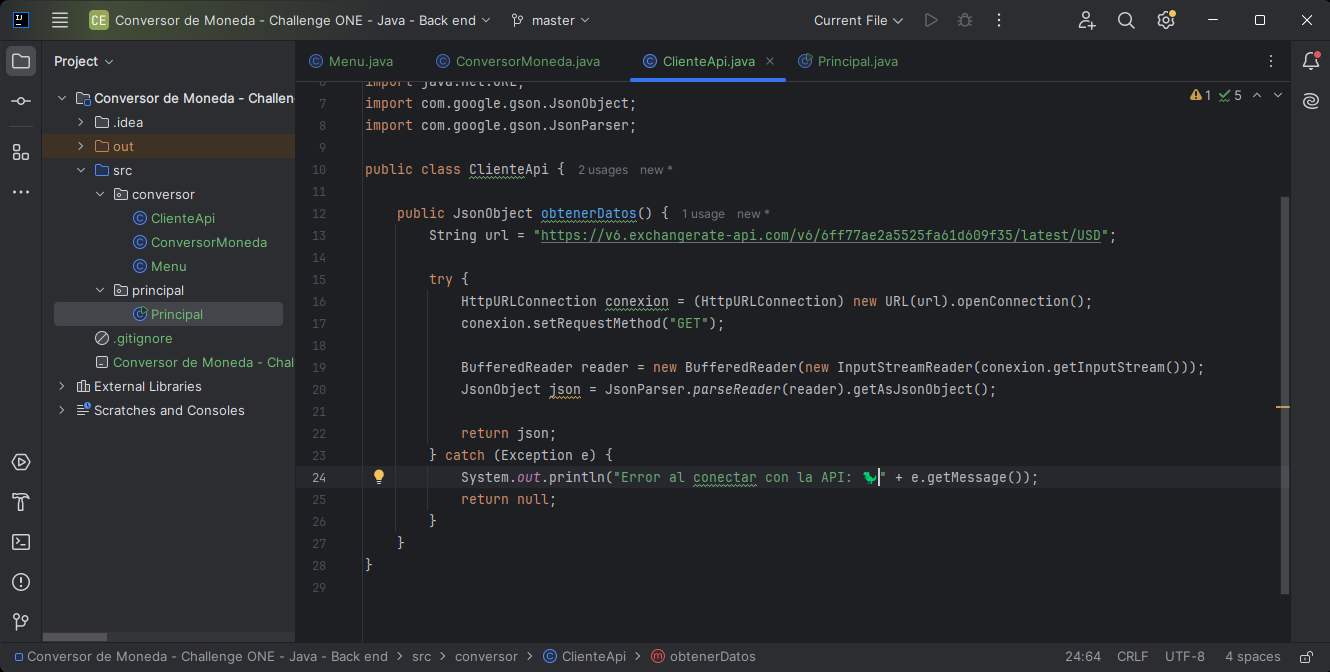 CE Conversor de Moneda - Challenge ONE - Java - Back end master Current File
Project
Menu.java ConversorMoneda.java ClienteApi.java Principal.java
Conversor de Moneda - Challen
.idea
out
src
conversor
ClienteApi
ConversorMoneda
Menu
principal
Principal
.gitignore
Conversor de Moneda - Chal
External Libraries
Scratches and Consoles
1 5
6 import java.net.URL;
7 import com.google.gson.JsonObject;
8 import com.google.gson.JsonParser;
9
10 public class ClienteApi { 2 usages new *
11
12 public JsonObject obtenerDatos() { 1 usage new *
13 String url = "https://v6.exchangerate-api.com/v6/6ff77ae2a5525fa61d609f35/latest/USD";
14
15 try {
16 HttpURLConnection conexion = (HttpURLConnection) new URL(url).openConnection();
17 conexion.setRequestMethod("GET");
18
19 BufferedReader reader = new BufferedReader(new InputStreamReader(conexion.getInputStream()));
20 JsonObject json = JsonParser.parseReader(reader).getAsJsonObject();
21
22 return json;
23 } catch (Exception e) {
24 System.out.println("Error al conectar con la API: 🦖" + e.getMessage());
25 return null;
26 }
27 }
28 }
29
Conversor de Moneda - Challenge ONE - Java - Back end > src > conversor > ClienteApi > obtenerDatos 24:64 CRLF UTF-8 4 spaces